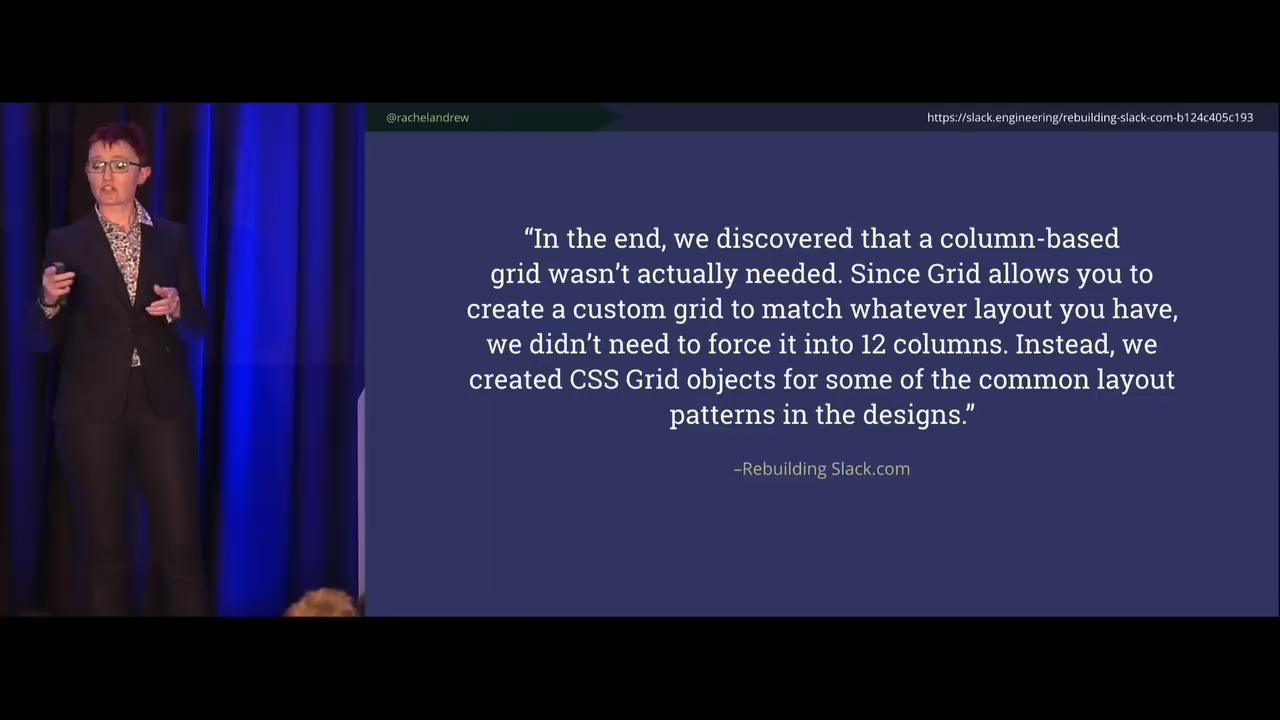 @rachelandrew
https://slack.engineering/rebuilding-slack-com-b124c405c193
“In the end, we discovered that a column-based
grid wasn’t actually needed. Since Grid allows you to
create a custom grid to match whatever layout you have,
we didn’t need to force it into 12 columns. Instead, we
created CSS Grid objects for some of the common layout
patterns in the designs.”
–Rebuilding Slack.com